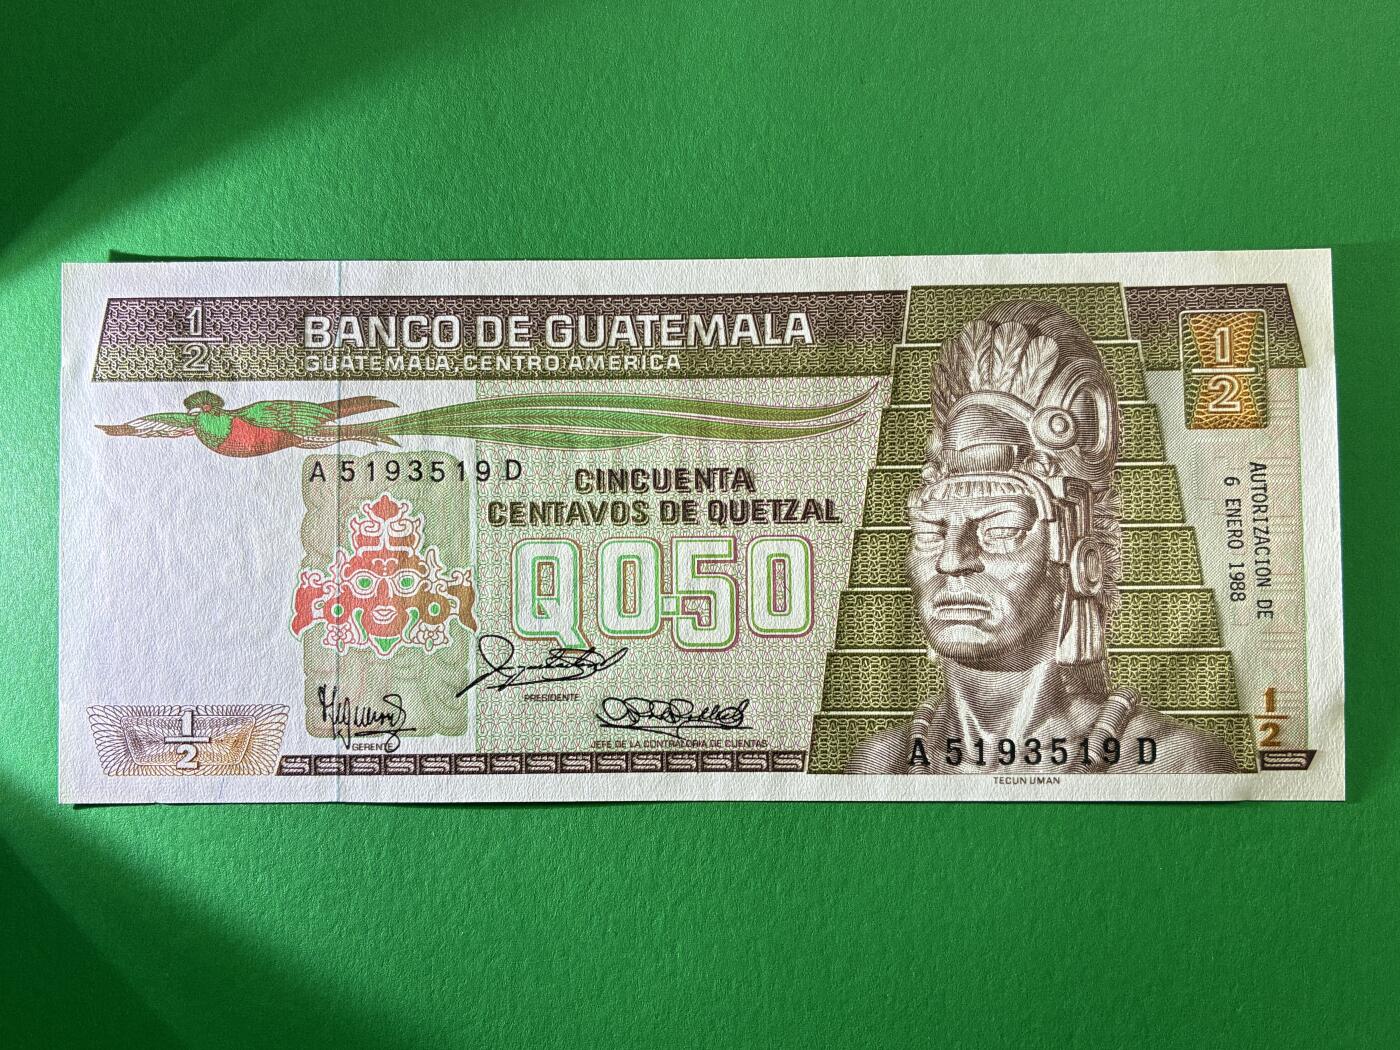 1/2
BANCO DE GUATEMALA
GUATEMALA, CENTRO AMERICA
1/2
A 5193519 D
CINCUENTA
CENTAVOS DE QUETZAL
Q0.50
AUTORIZACION DE
6 ENERO 1988
PRESIDENTE
GERENTE
JEFE DE LA CONTRALORIA DE CUENTAS
1/2
1/2
A 5193519 D
TECUN UMAN